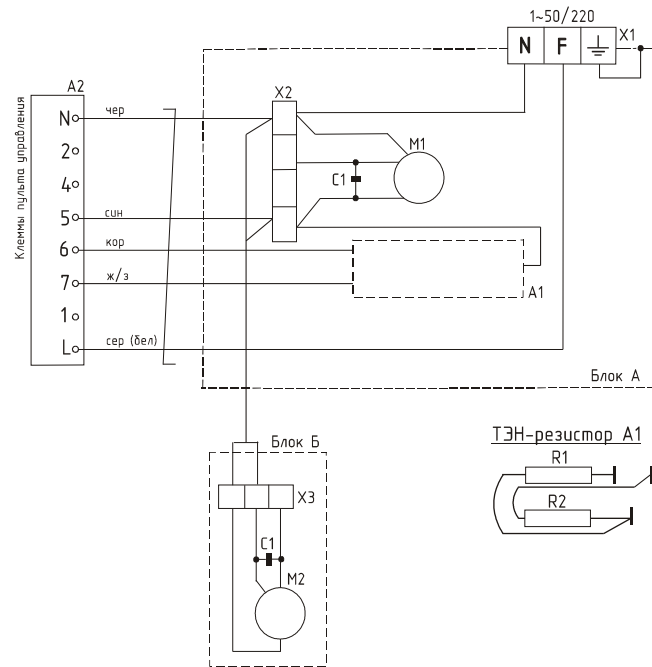 1~50/220
N F
X1
A2
X2
Клеммы пульта управления
N
чер
2
4
5
син
6
кор
7
ж/з
1
L
сер (бел)
M1
C1
A1
Блок А
Блок Б
X3
C1
M2
ТЭН-резистор А1
R1
R2